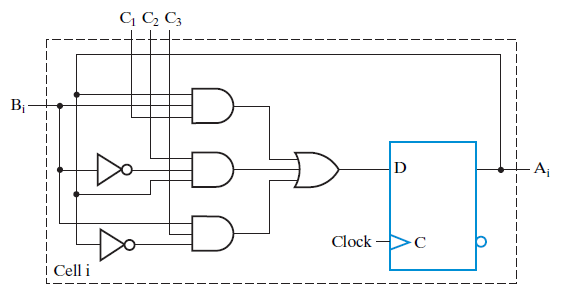 C₁ C₂ C₃
Bᵢ
D
Aᵢ
Clock C
Cell i